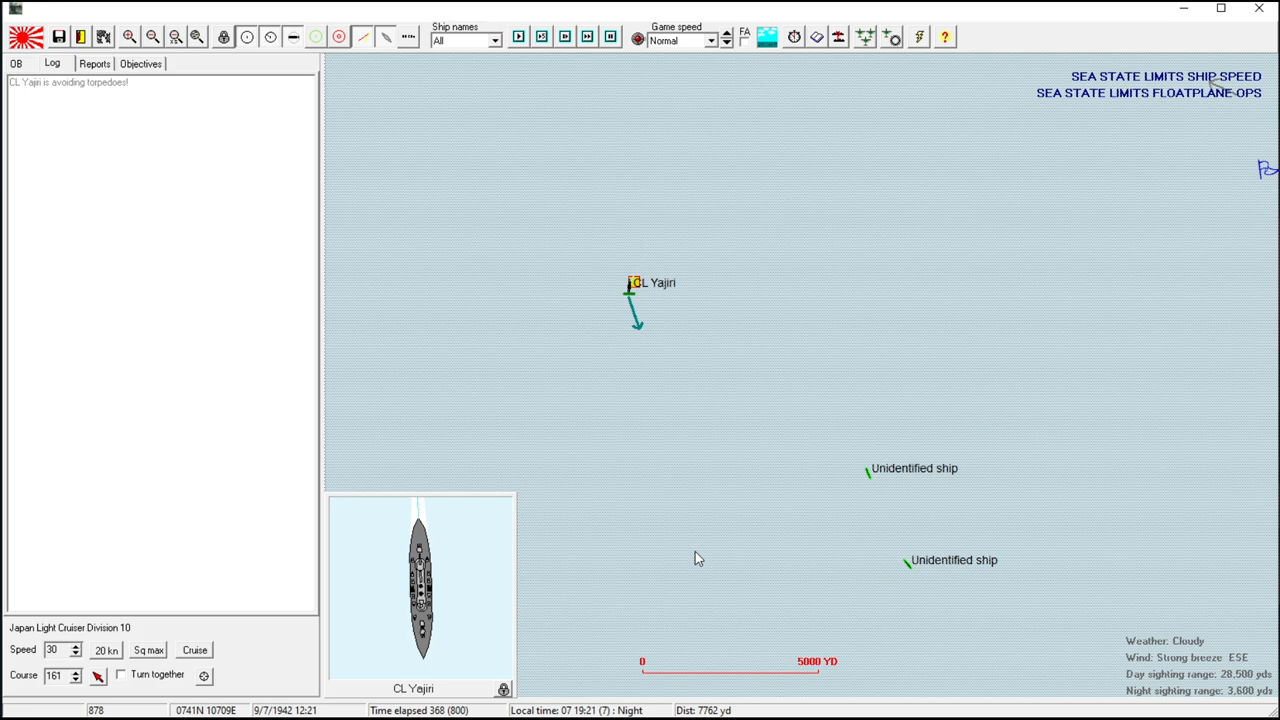 Ship names
All
Game speed
Normal
FA
?
OB
Log
Reports
Objectives
CL Yajiri is avoiding torpedoes!
SEA STATE LIMITS SHIP SPEED
SEA STATE LIMITS FLOATPLANE OPS
CL Yajiri
Unidentified ship
Unidentified ship
0
5000 YD
Weather: Cloudy
Wind: Strong breeze ESE
Day sighting range: 28,500 yds
Night sighting range: 3,600 yds
CL Yajiri
Japan Light Cruiser Division 10
Speed 30 20 kn Sq max Cruise
Course 161 Turn together
878 0741N 10709E 9/7/1942 12:21 Time elapsed 368 (800) Local time: 07 19:21 (7) : Night Dist: 7762 yd